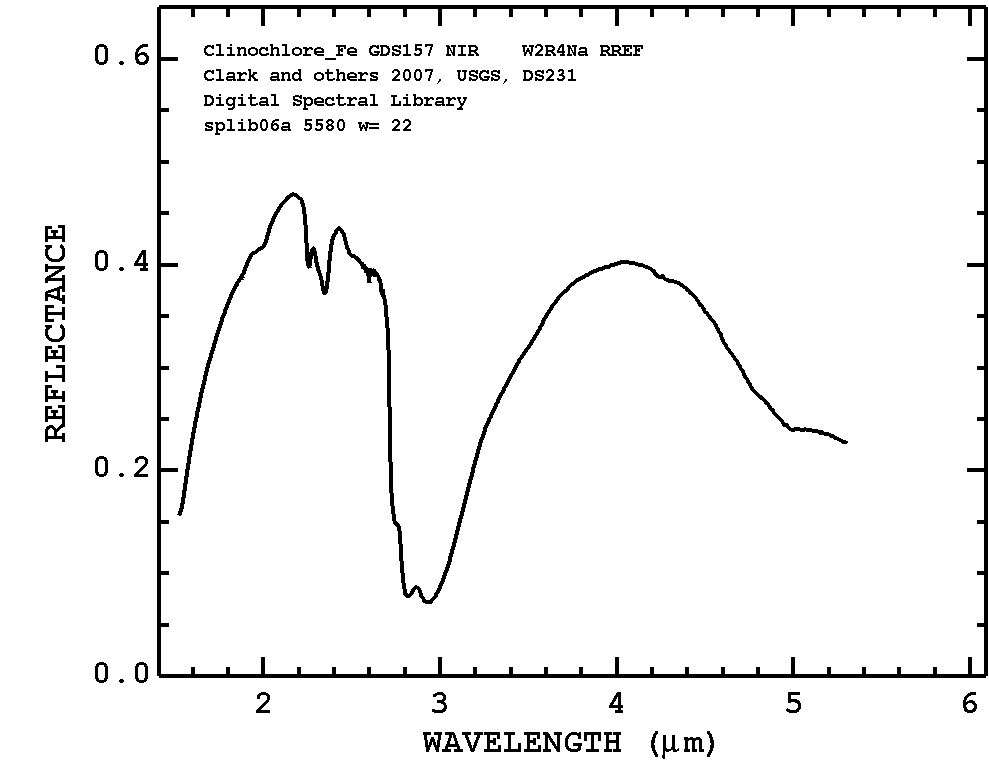 Clinochlore_Fe GDS157 NIR    W2R4Na RREF
Clark and others 2007, USGS, DS231
Digital Spectral Library
splib06a 5580 w= 22
REFLECTANCE
0.6
0.4
0.2
0.0
2 3 4 5 6
WAVELENGTH (μm)